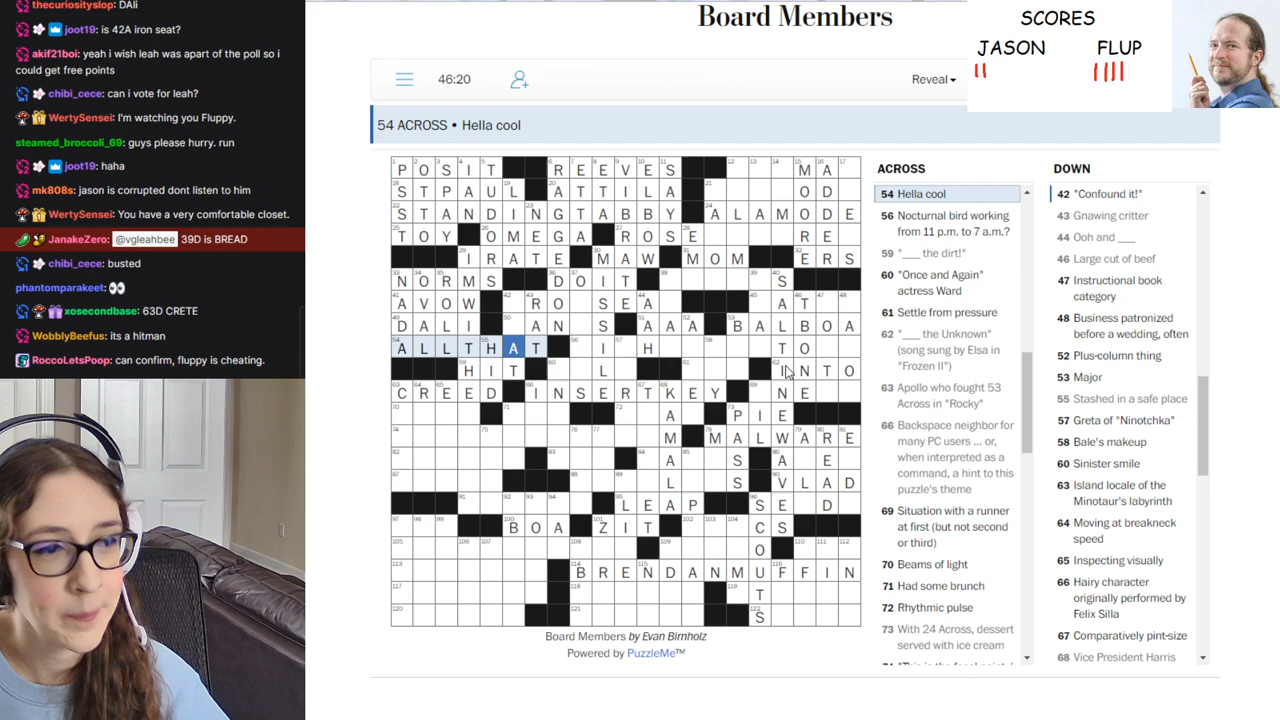 thecuriosityslop: DAli
joot19: is 42A iron seat?
akif21boi: yeah i wish leah was apart of the poll so i
could get free points
chibi_cece: can i vote for leah?
WertySensei: I'm watching you Fluppy.
steamed_broccoli_69: guys please hurry. run
joot19: haha
mk808s: jason is corrupted dont listen to him
WertySensei: You have a very comfortable closet.
JanakeZero: @vgleahbee 39D is BREAD
chibi_cece: busted
phantomparakeet:
xosecondbase: 63D CRETE
WobblyBeefus: its a hitman
RoccoLetsPoop: can confirm, fluppy is cheating.
Board Members
SCORES
JASON FLUP
46:20
Reveal
54 ACROSS • Hella cool
POSIT REEVES MA
STPAUL ATTILA OD
STANDINGTABBY ALAMODE
TOY OMEGA ROSE RE
IRATE MAW MOM ERS
NORMS DOIT S
AVOW RO SEA AT
DALI AN S AAA BALBOA
ALLTHAT I H TO
HIT L INTO
CREED INSERTKEY NE
A PIE
M MALWARE
A S A E
L S VLAD
LEAP SE D
BOA ZIT CS
O
BRENDANMUFFIN
T
S
Board Members by Evan Birnholz
Powered by PuzzleMe™
ACROSS
54 Hella cool
56 Nocturnal bird working
from 11 p.m. to 7 a.m.?
59 "___ the dirt!"
60 "Once and Again"
actress Ward
61 Settle from pressure
62 "___ the Unknown"
(song sung by Elsa in
"Frozen II")
63 Apollo who fought 53
Across in "Rocky"
66 Backspace neighbor for
many PC users ... or,
when interpreted as a
command, a hint to this
puzzle's theme
69 Situation with a runner
at first (but not second
or third)
70 Beams of light
71 Had some brunch
72 Rhythmic pulse
73 With 24 Across, dessert
served with ice cream
DOWN
42 "Confound it!"
43 Gnawing critter
44 Ooh and ___
46 Large cut of beef
47 Instructional book
category
48 Business patronized
before a wedding, often
52 Plus-column thing
53 Major
55 Stashed in a safe place
57 Greta of "Ninotchka"
58 Bale's makeup
60 Sinister smile
63 Island locale of the
Minotaur's labyrinth
64 Moving at breakneck
speed
65 Inspecting visually
66 Hairy character
originally performed by
Felix Silla
67 Comparatively pint-size
68 Vice President Harris